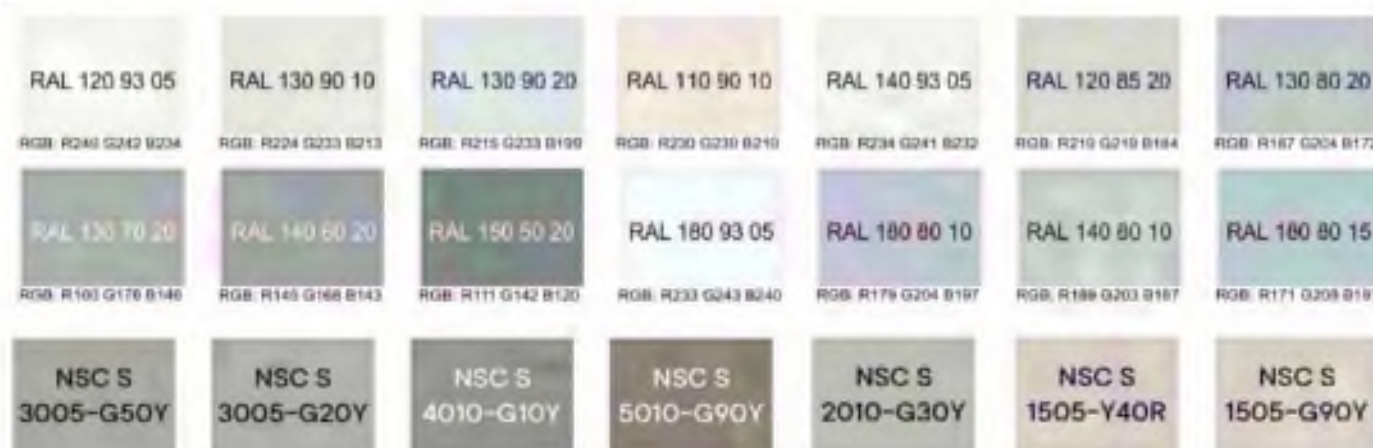 RAL 120 93 05 RAL 130 90 10 RAL 130 90 20 RAL 110 90 10 RAL 140 93 05 RAL 120 85 20 RAL 130 80 20
RGB: R240 G242 B234 RGB: R224 G233 B213 RGB: R215 G233 B199 RGB: R230 G230 B210 RGB: R234 G241 B232 RGB: R219 G219 B184 RGB: R187 G204 B172
RAL 130 70 20 RAL 140 60 20 RAL 150 50 20 RAL 180 93 05 RAL 180 80 10 RAL 140 80 10 RAL 180 80 15
RGB: R160 G176 B146 RGB: R145 G168 B143 RGB: R111 G142 B120 RGB: R233 G243 B240 RGB: R179 G204 B197 RGB: R189 G203 B187 RGB: R171 G208
NSC S NSC S NSC S NSC S NSC S NSC S NSC S
3005-G50Y 3005-G20Y 4010-G10Y 5010-G90Y 2010-G30Y 1505-Y40R 1505-G90Y